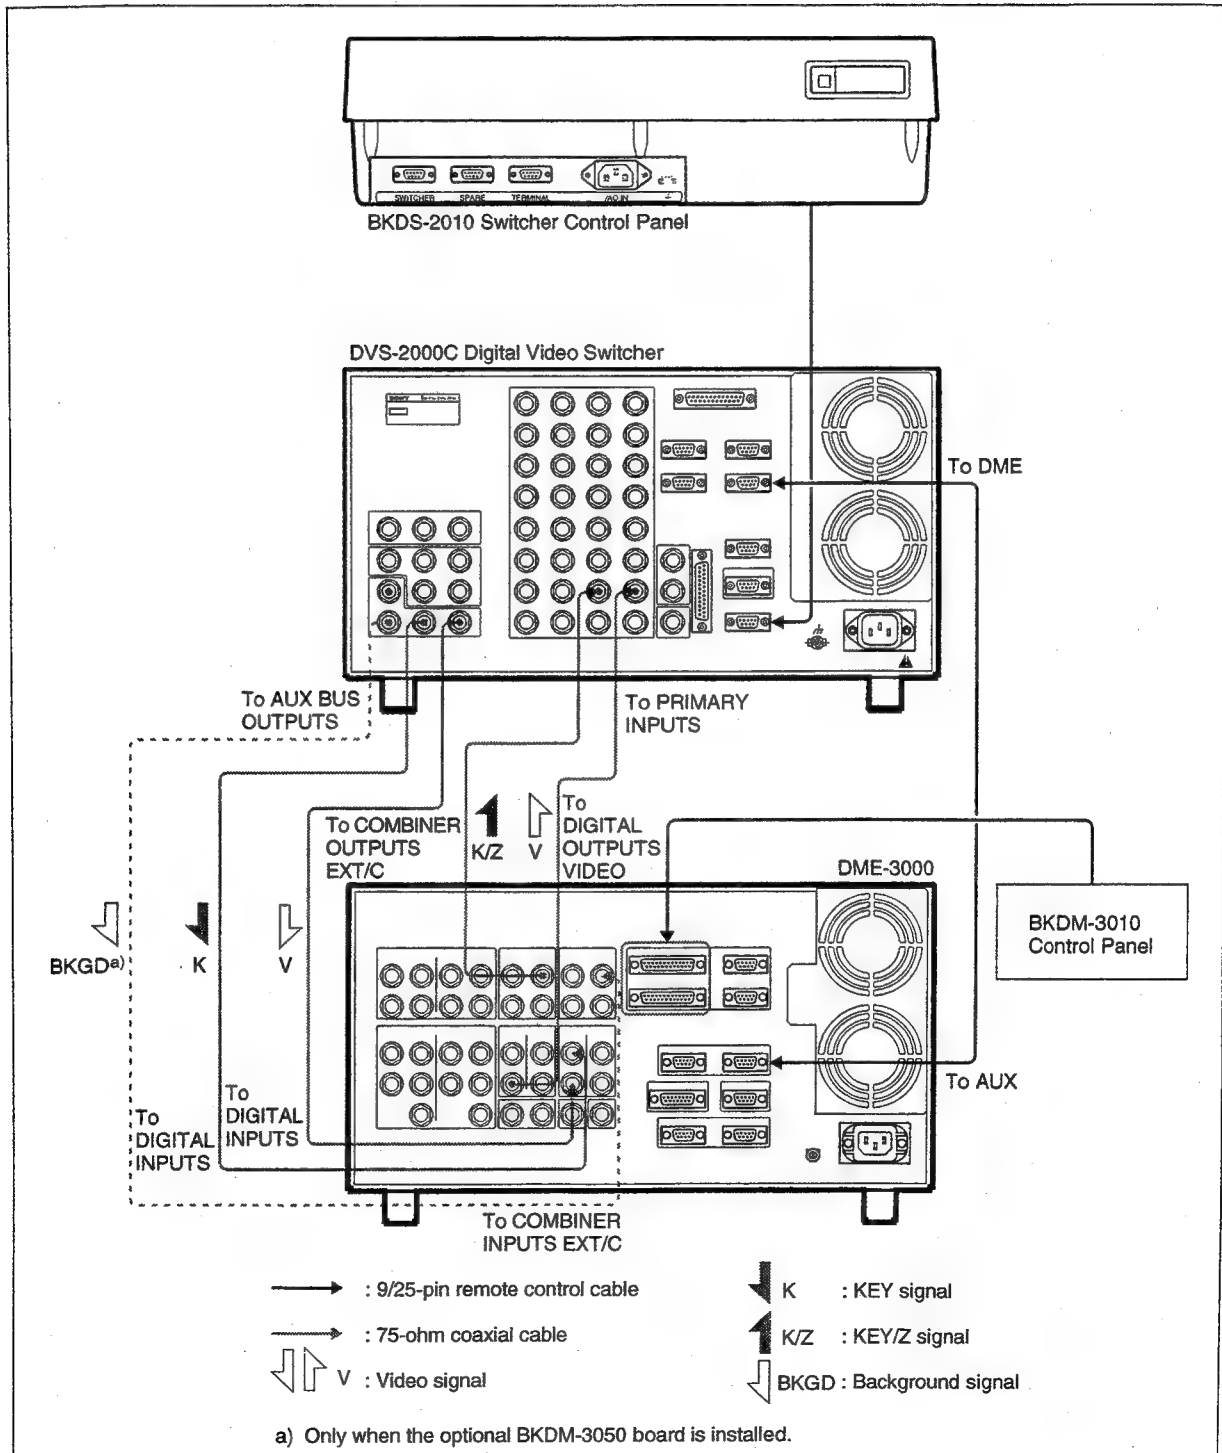 SWITCHER SPARE TERMINAL
BKDS-2010 Switcher Control Panel
DVS-2000C Digital Video Switcher
SONY
To DME
To AUX BUS
OUTPUTS
To PRIMARY
INPUTS
To COMBINER
OUTPUTS
EXT/C
K/Z
V
To
DIGITAL
OUTPUTS
VIDEO
DME-3000
BKDM-3010
Control Panel
BKGDa)
K
V
To
DIGITAL
INPUTS
To
DIGITAL
INPUTS
To AUX
To COMBINER
INPUTS EXT/C
: 9/25-pin remote control cable
: 75-ohm coaxial cable
V : Video signal
K : KEY signal
K/Z : KEY/Z signal
BKGD : Background signal
a) Only when the optional BKDM-3050 board is installed.